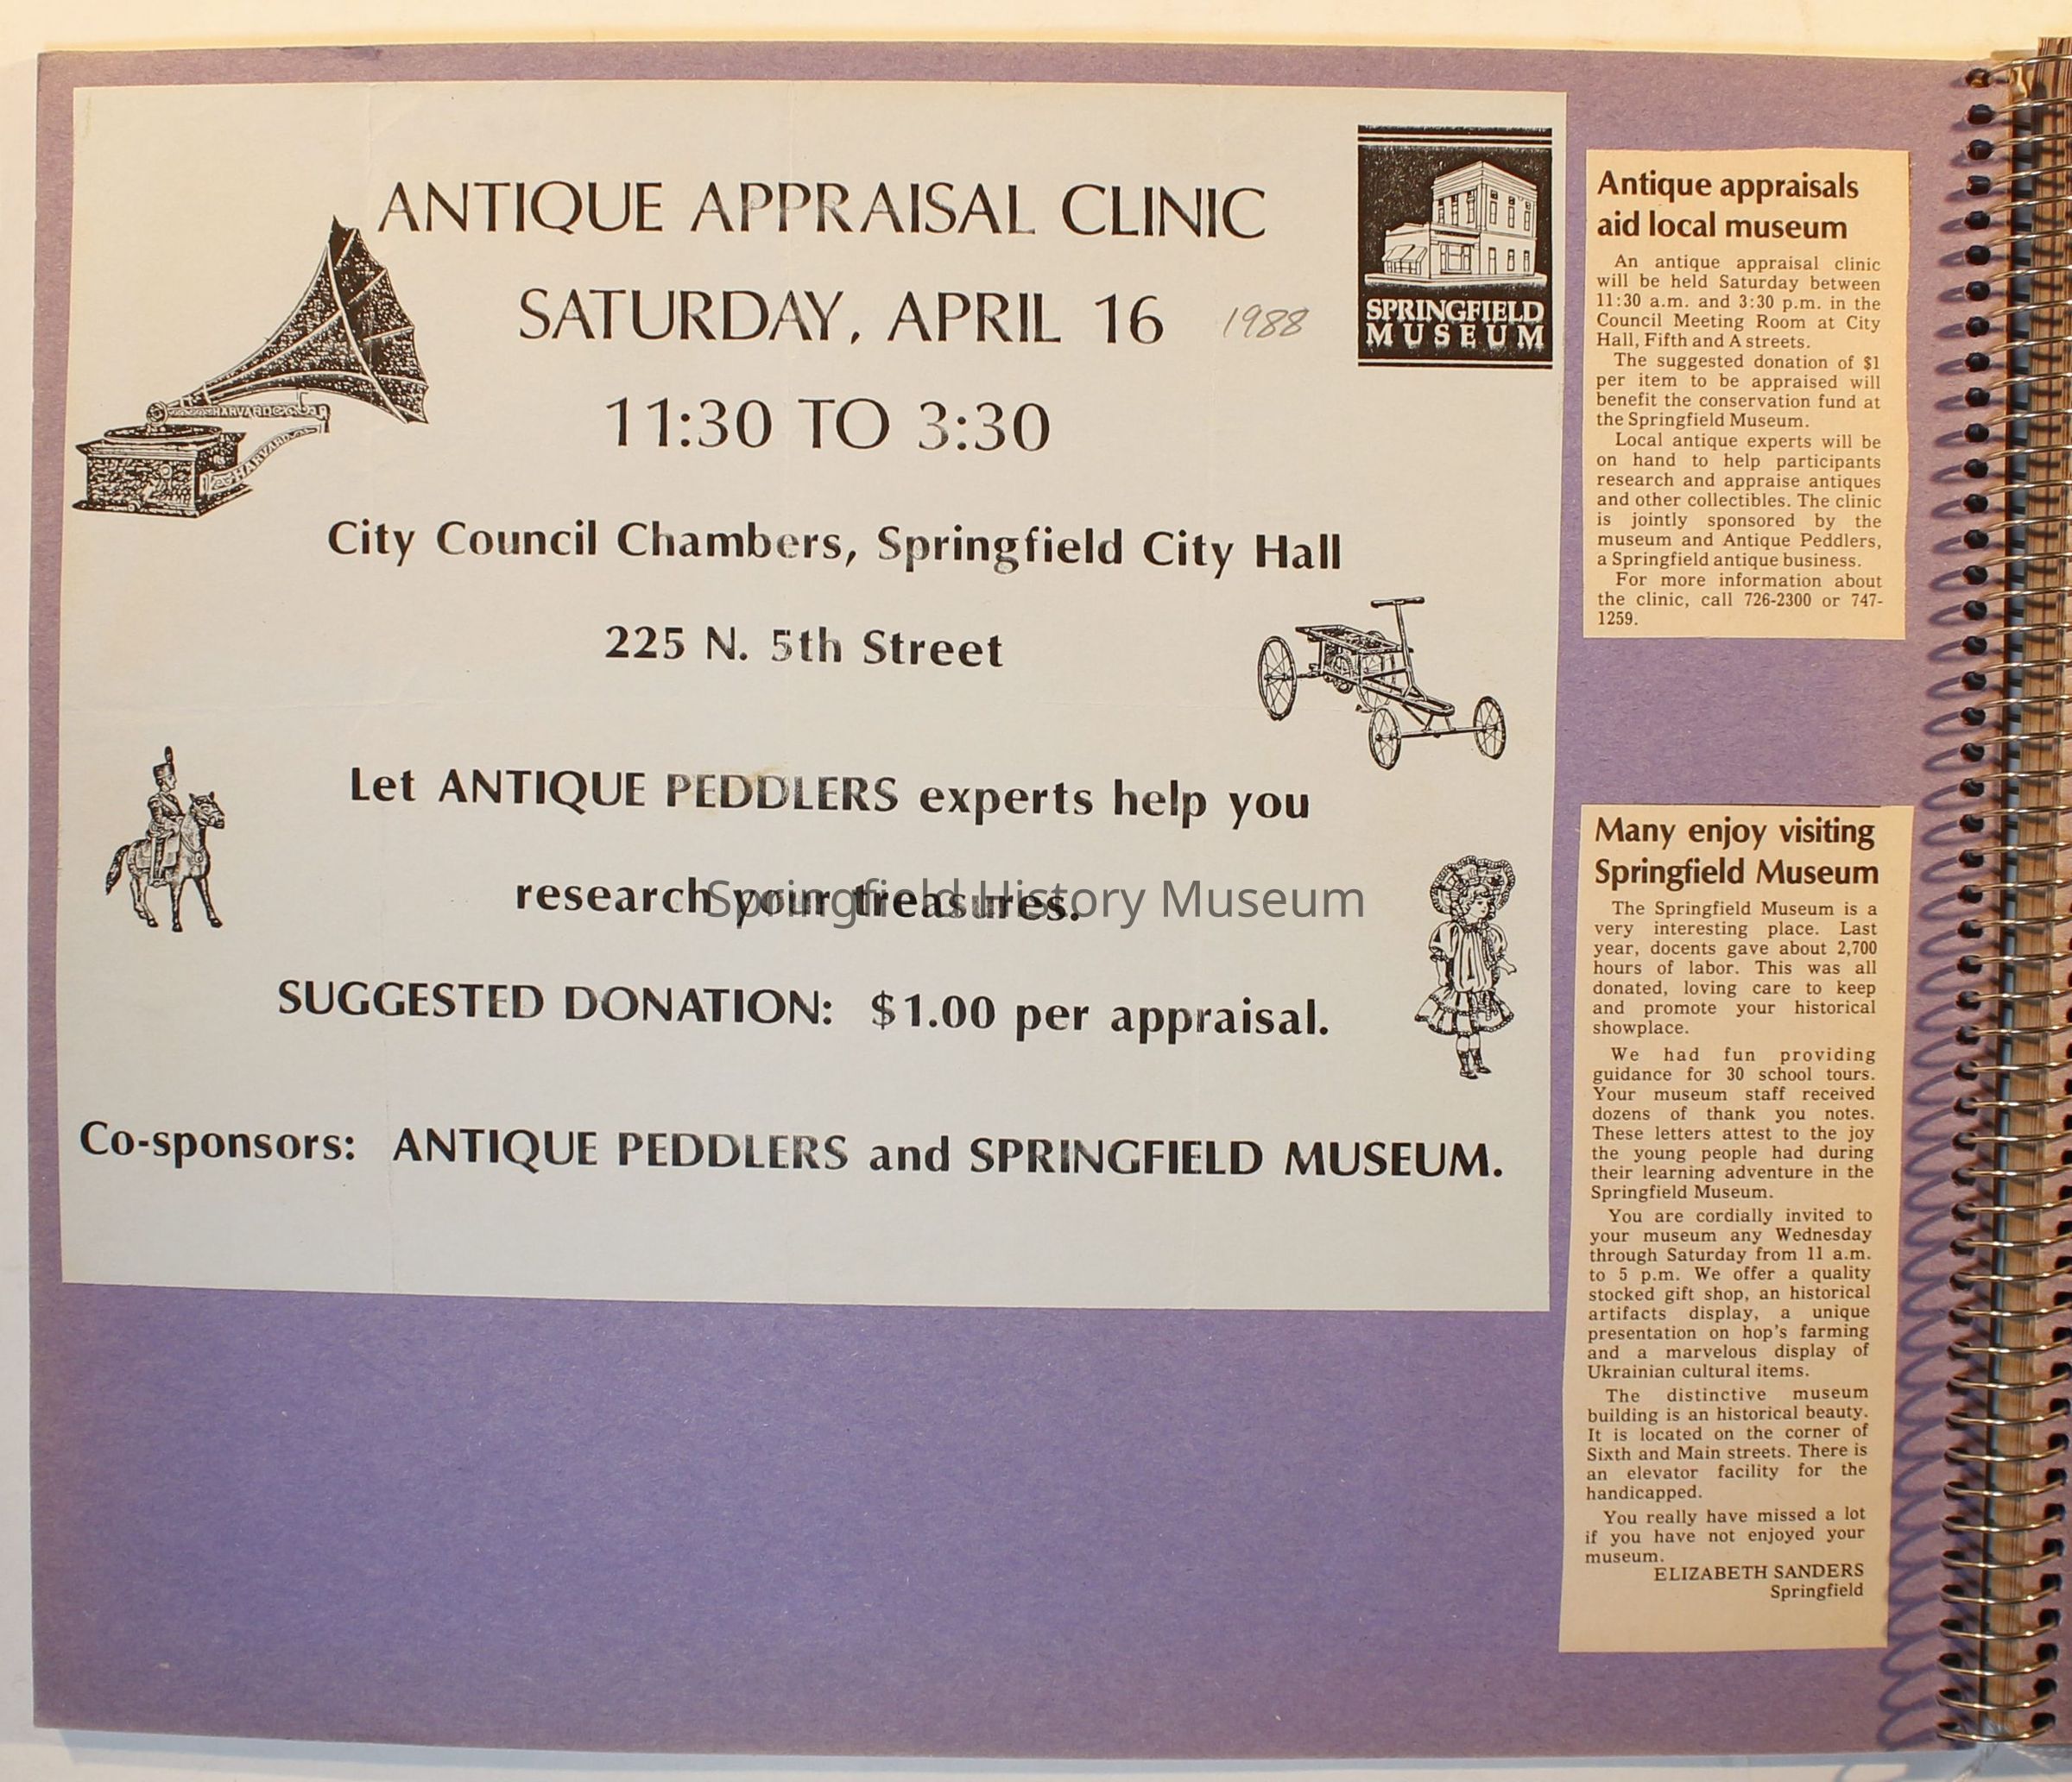 ANTIQUE APPRAISAL CLINIC
SATURDAY, APRIL 16 1988
11:30 TO 3:30
HARVARD
HARVARD
SPRINGFIELD
MUSEUM
City Council Chambers, Springfield City Hall
225 N. 5th Street
Let ANTIQUE PEDDLERS experts help you
research your treasures.
Springfield History Museum
SUGGESTED DONATION: $1.00 per appraisal.
Co-sponsors: ANTIQUE PEDDLERS and SPRINGFIELD MUSEUM.
Antique appraisals
aid local museum
An antique appraisal clinic
will be held Saturday between
11:30 a.m. and 3:30 p.m. in the
Council Meeting Room at City
Hall, Fifth and A streets.
The suggested donation of $1
per item to be appraised will
benefit the conservation fund at
the Springfield Museum.
Local antique experts will be
on hand to help participants
research and appraise antiques
and other collectibles. The clinic
is jointly sponsored by the
museum and Antique Peddlers,
a Springfield antique business.
For more information about
the clinic, call 726-2300 or 747-
1259.
Many enjoy visiting
Springfield Museum
The Springfield Museum is a
very interesting place. Last
year, docents gave about 2,700
hours of labor. This was all
donated, loving care to keep
and promote your historical
showplace.
We had fun providing
guidance for 30 school tours.
Your museum staff received
dozens of thank you notes.
These letters attest to the joy
the young people had during
their learning adventure in the
Springfield Museum.
You are cordially invited to
your museum any Wednesday
through Saturday from 11 a.m.
to 5 p.m. We offer a quality
stocked gift shop, an historical
artifacts display, a unique
presentation on hop's farming
and a marvelous display of
Ukrainian cultural items.
The distinctive museum
building is an historical beauty.
It is located on the corner of
Sixth and Main streets. There is
an elevator facility for the
handicapped.
You really have missed a lot
if you have not enjoyed your
museum.
ELIZABETH SANDERS
Springfield